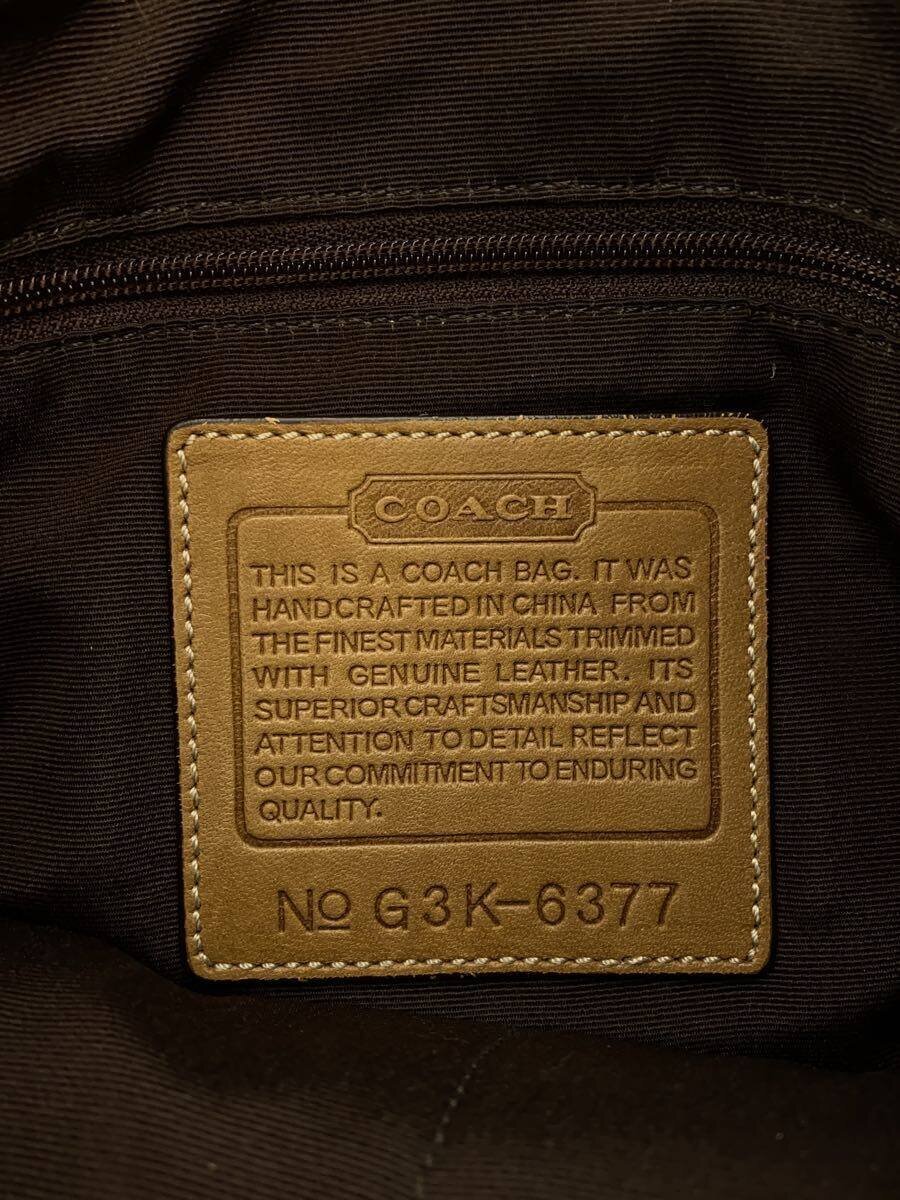 COACH
THIS IS A COACH BAG. IT WAS
HANDCRAFTED IN CHINA FROM
THE FINEST MATERIALS TRIMMED
WITH GENUINE LEATHER. ITS
SUPERIOR CRAFTSMANSHIP AND
ATTENTION TO DETAIL REFLECT
OUR COMMITMENT TO ENDURING
QUALITY.
No G3K-6377